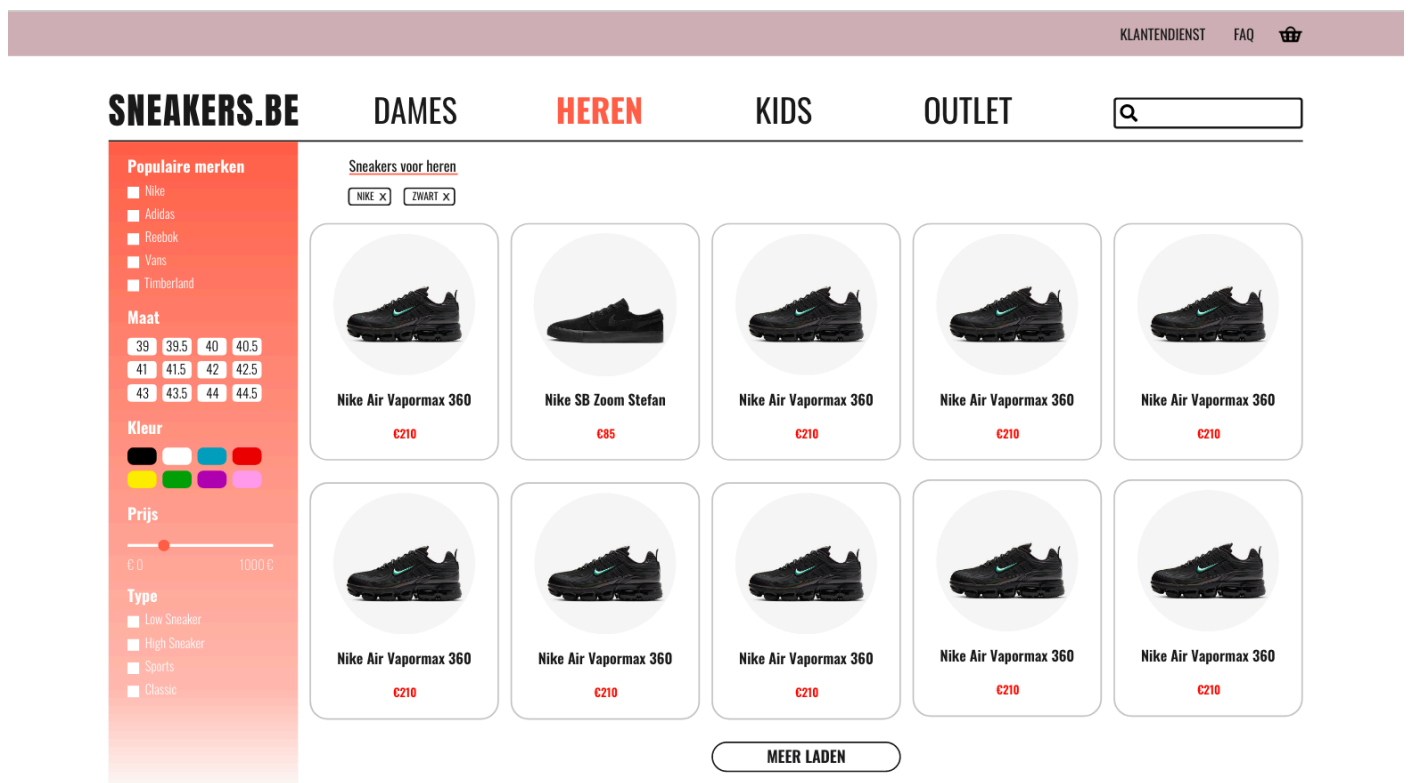 KLANTENDIENST FAQ
SNEAKERS.BE DAMES HEREN KIDS OUTLET
Populaire merken
Nike
Adidas
Reebok
Vans
Timberland
Maat
39 39.5 40 40.5
41 41.5 42 42.5
43 43.5 44 44.5
Kleur
Prijs
€ 0 1000 €
Type
Low Sneaker
High Sneaker
Sports
Classic
Sneakers voor heren
NIKE X ZWART X
Nike Air Vapormax 360 Nike SB Zoom Stefan Nike Air Vapormax 360 Nike Air Vapormax 360 Nike Air Vapormax 360
€210 €85 €210 €210 €210
Nike Air Vapormax 360 Nike Air Vapormax 360 Nike Air Vapormax 360 Nike Air Vapormax 360 Nike Air Vapormax 360
€210 €210 €210 €210 €210
MEER LADEN